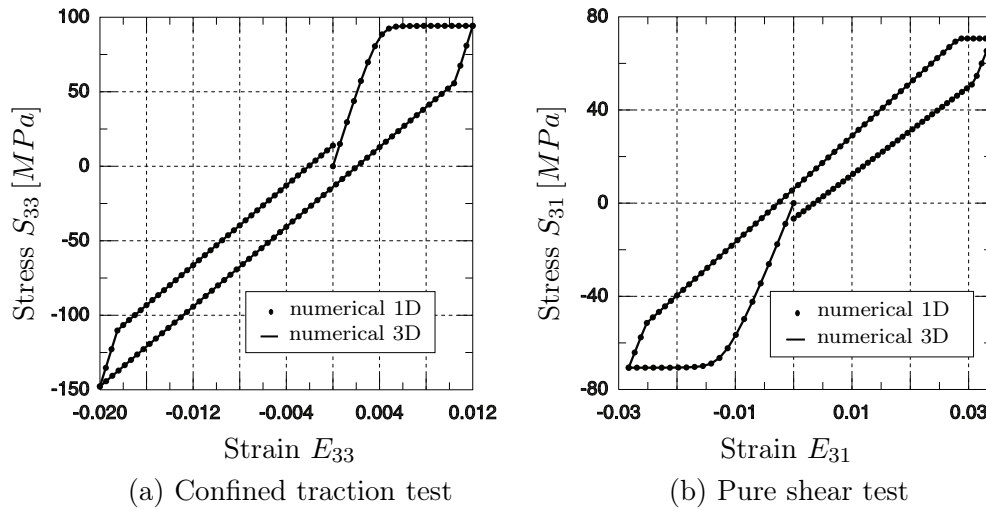 100
50
0
-50
-100
-150
-0.020
-0.012
-0.004
0.004
0.012
Stress S33 [MPa]
numerical 1D
numerical 3D
Strain E33
(a) Confined traction test
80
40
0
-40
-80
-0.03
-0.01
0.01
0.03
Stress S31 [MPa]
numerical 1D
numerical 3D
Strain E31
(b) Pure shear test